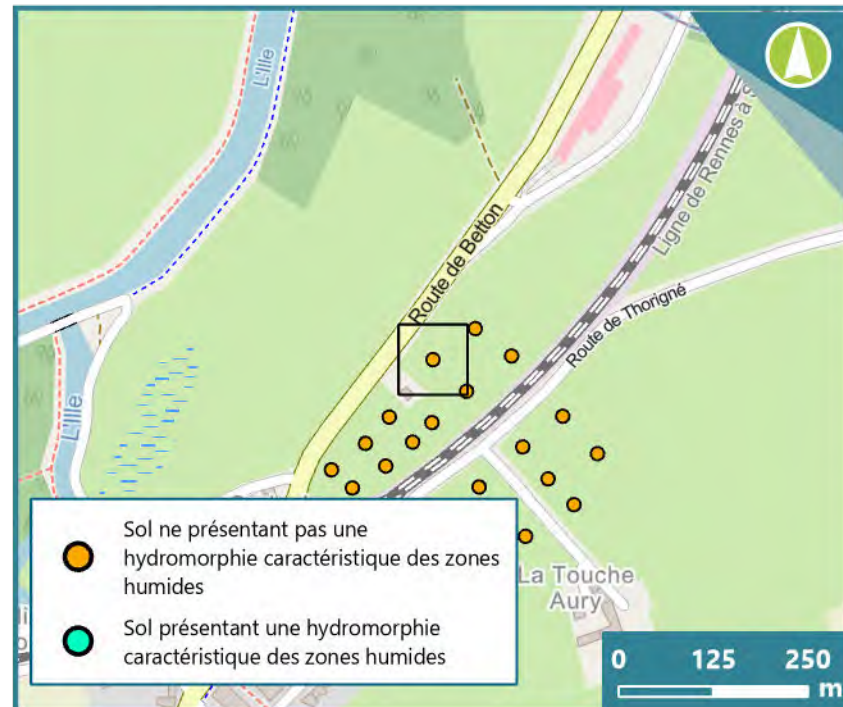 L'Ille
Route de Betton
Ligne de Rennes à S
Route de Thorigné
L'Ille
La Touche
Aury
Sol ne présentant pas une
hydromorphie caractéristique des zones
humides
Sol présentant une hydromorphie
caractéristique des zones humides
0 125 250
m